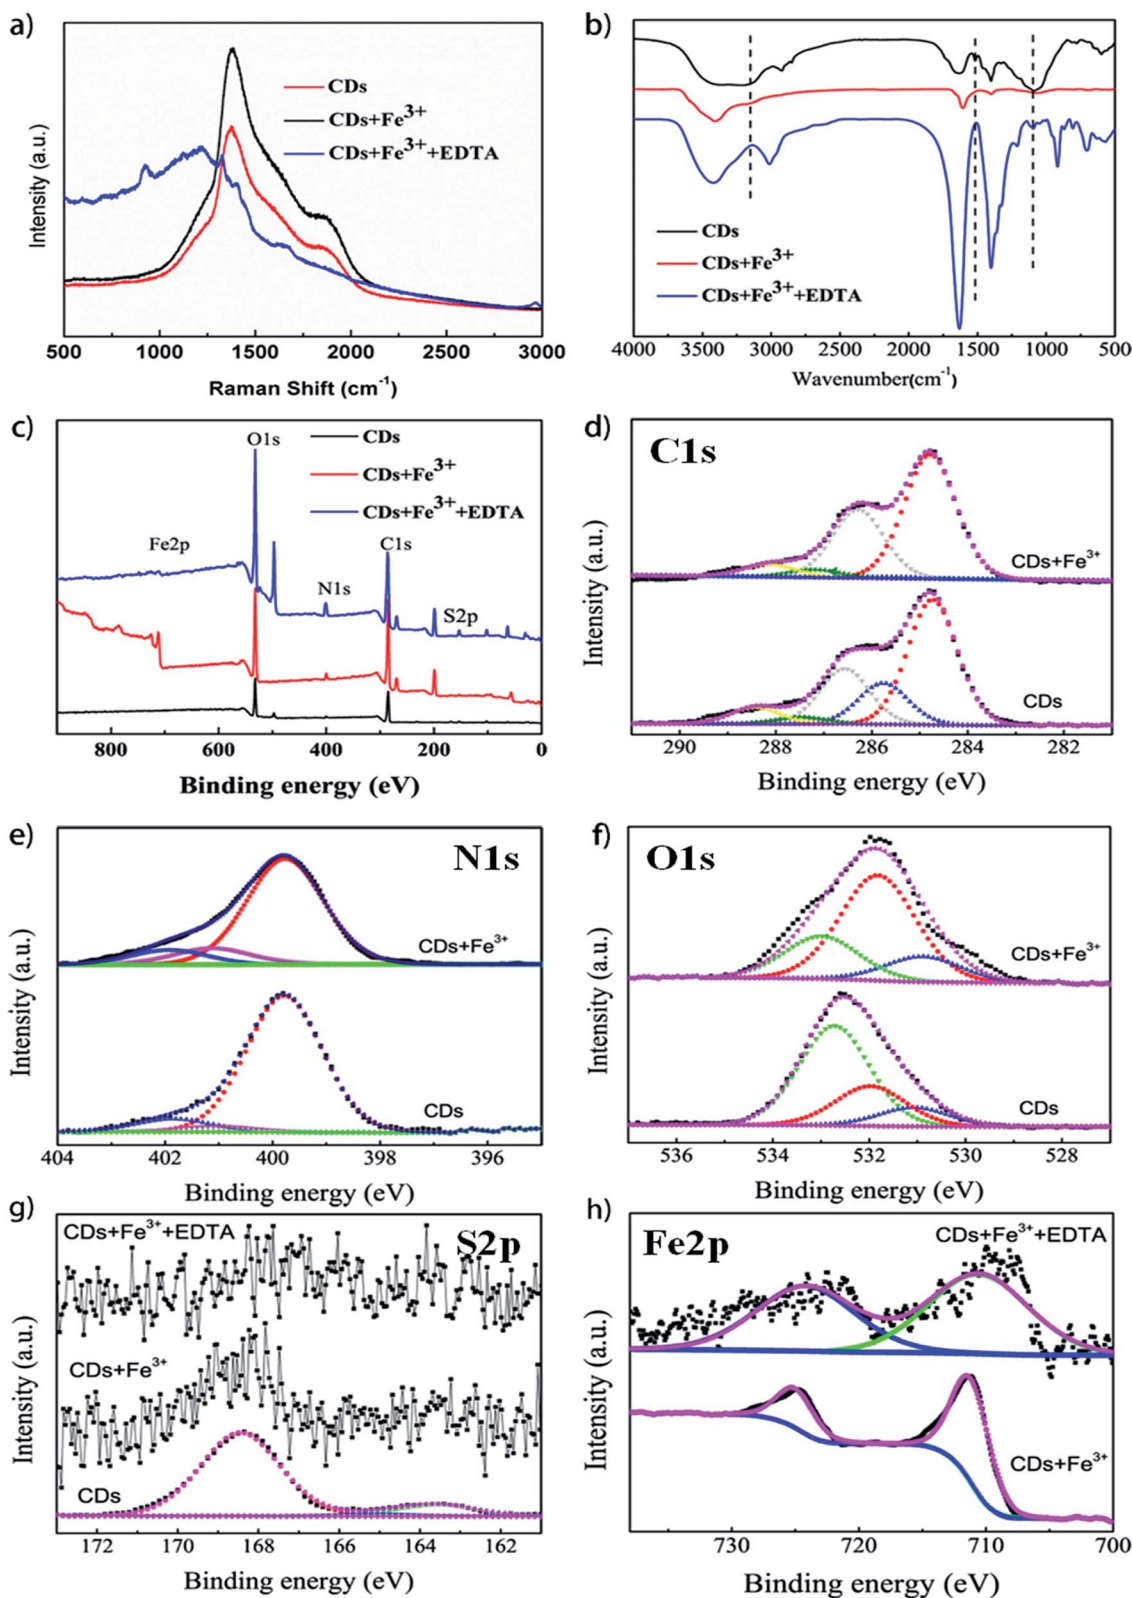 a)
CDs
CDs+Fe3+
CDs+Fe3++EDTA
Intensity (a.u.)
500 1000 1500 2000 2500 3000
Raman Shift (cm-1)
b)
CDs
CDs+Fe3+
CDs+Fe3++EDTA
Intensity (a.u.)
4000 3500 3000 2500 2000 1500 1000 500
Wavenumber(cm-1)
c)
O1s
CDs
CDs+Fe3+
CDs+Fe3++EDTA
Fe2p
C1s
N1s
S2p
Intensity (a.u.)
800 600 400 200 0
Binding energy (eV)
d)
C1s
CDs+Fe3+
CDs
Intensity (a.u.)
290 288 286 284 282
Binding energy (eV)
e)
N1s
CDs+Fe3+
CDs
Intensity (a.u.)
404 402 400 398 396
Binding energy (eV)
f)
O1s
CDs+Fe3+
CDs
Intensity (a.u.)
536 534 532 530 528
Binding energy (eV)
g)
CDs+Fe3++EDTA
S2p
CDs+Fe3+
CDs
Intensity (a.u.)
172 170 168 166 164 162
Binding energy (eV)
h)
CDs+Fe3++EDTA
Fe2p
CDs+Fe3+
Intensity (a.u.)
730 720 710 700
Binding energy (eV)